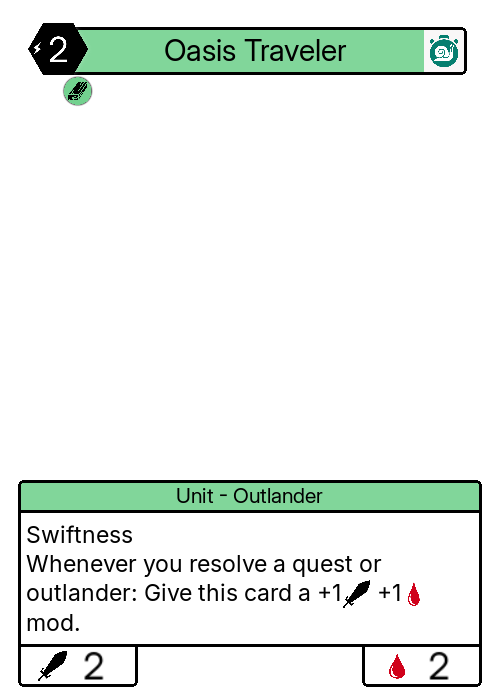 2
Oasis Traveler
Unit - Outlander
Swiftness
Whenever you resolve a quest or
outlander: Give this card a +1 +1
mod.
2
2